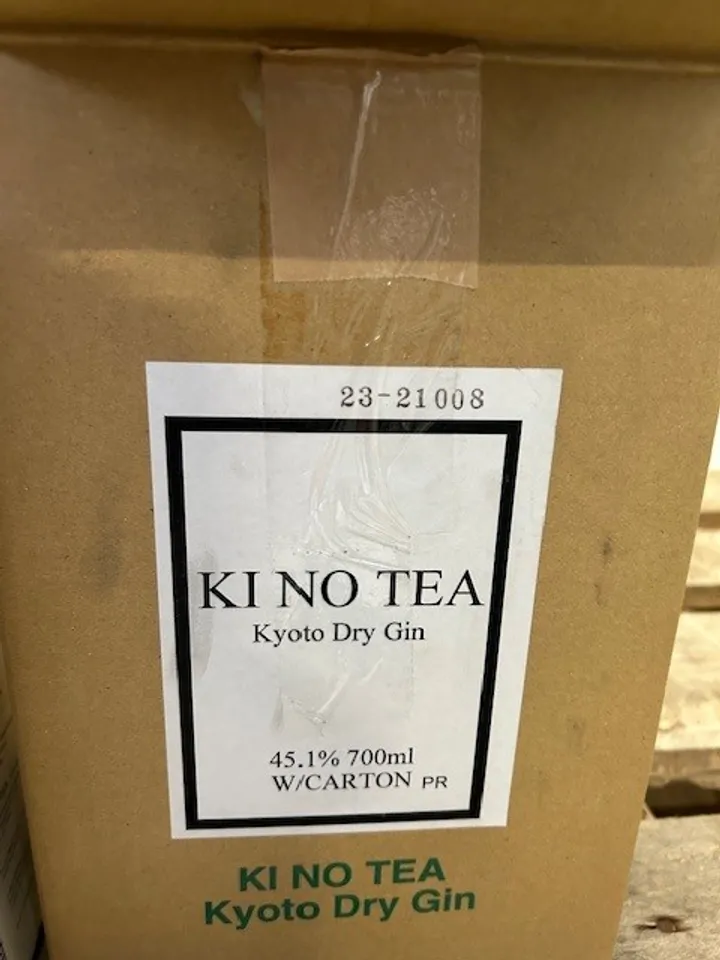 23-21008
KI NO TEA
Kyoto Dry Gin
45.1% 700ml
W/CARTON PR
KI NO TEA
Kyoto Dry Gin